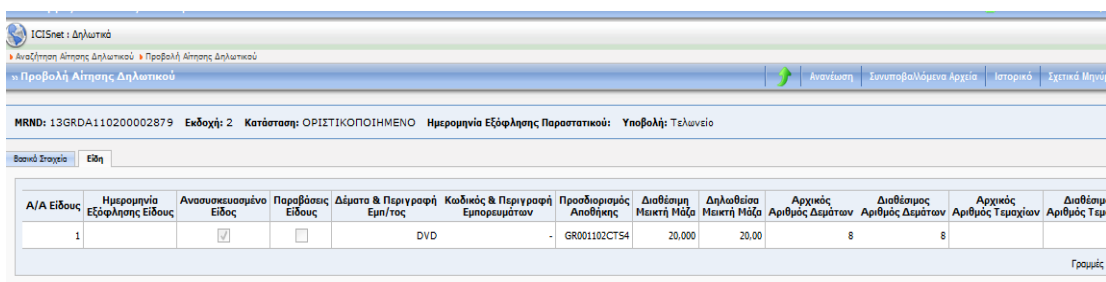 ICISnet : Δηλωτικά
Αναζήτηση Αίτησης Δηλωτικού Προβολή Αίτησης Δηλωτικού
» Προβολή Αίτησης Δηλωτικού Ανανέωση Συνυποβαλλόμενα Αρχεία Ιστορικό Σχετικά Μηνύμ
MRND: 13GRDA110200002879 Εκδοχή: 2 Κατάσταση: ΟΡΙΣΤΙΚΟΠΟΙΗΜΕΝΟ Ημερομηνία Εξόφλησης Παραστατικού: Υποβολή: Τελωνείο
Βασικά Στοιχεία Είδη
Α/Α Είδους Ημερομηνία Εξόφλησης Είδους Ανασυσκευασμένο Είδος Παραβάσεις Είδους Δέματα & Περιγραφή Εμπ/τος Κωδικός & Περιγραφή Εμπορευμάτων Προσδιορισμός Αποθήκης Διαθέσιμη Μεικτή Μάζα Δηλωθείσα Μεικτή Μάζα Αρχικός Αριθμός Δεμάτων Διαθέσιμος Αριθμός Δεμάτων Αρχικός Αριθμός Τεμαχίων Διαθέσιμο Αριθμός Τεμ
1 DVD - GR001102CTS4 20,000 20,00 8 8
Γραμμές